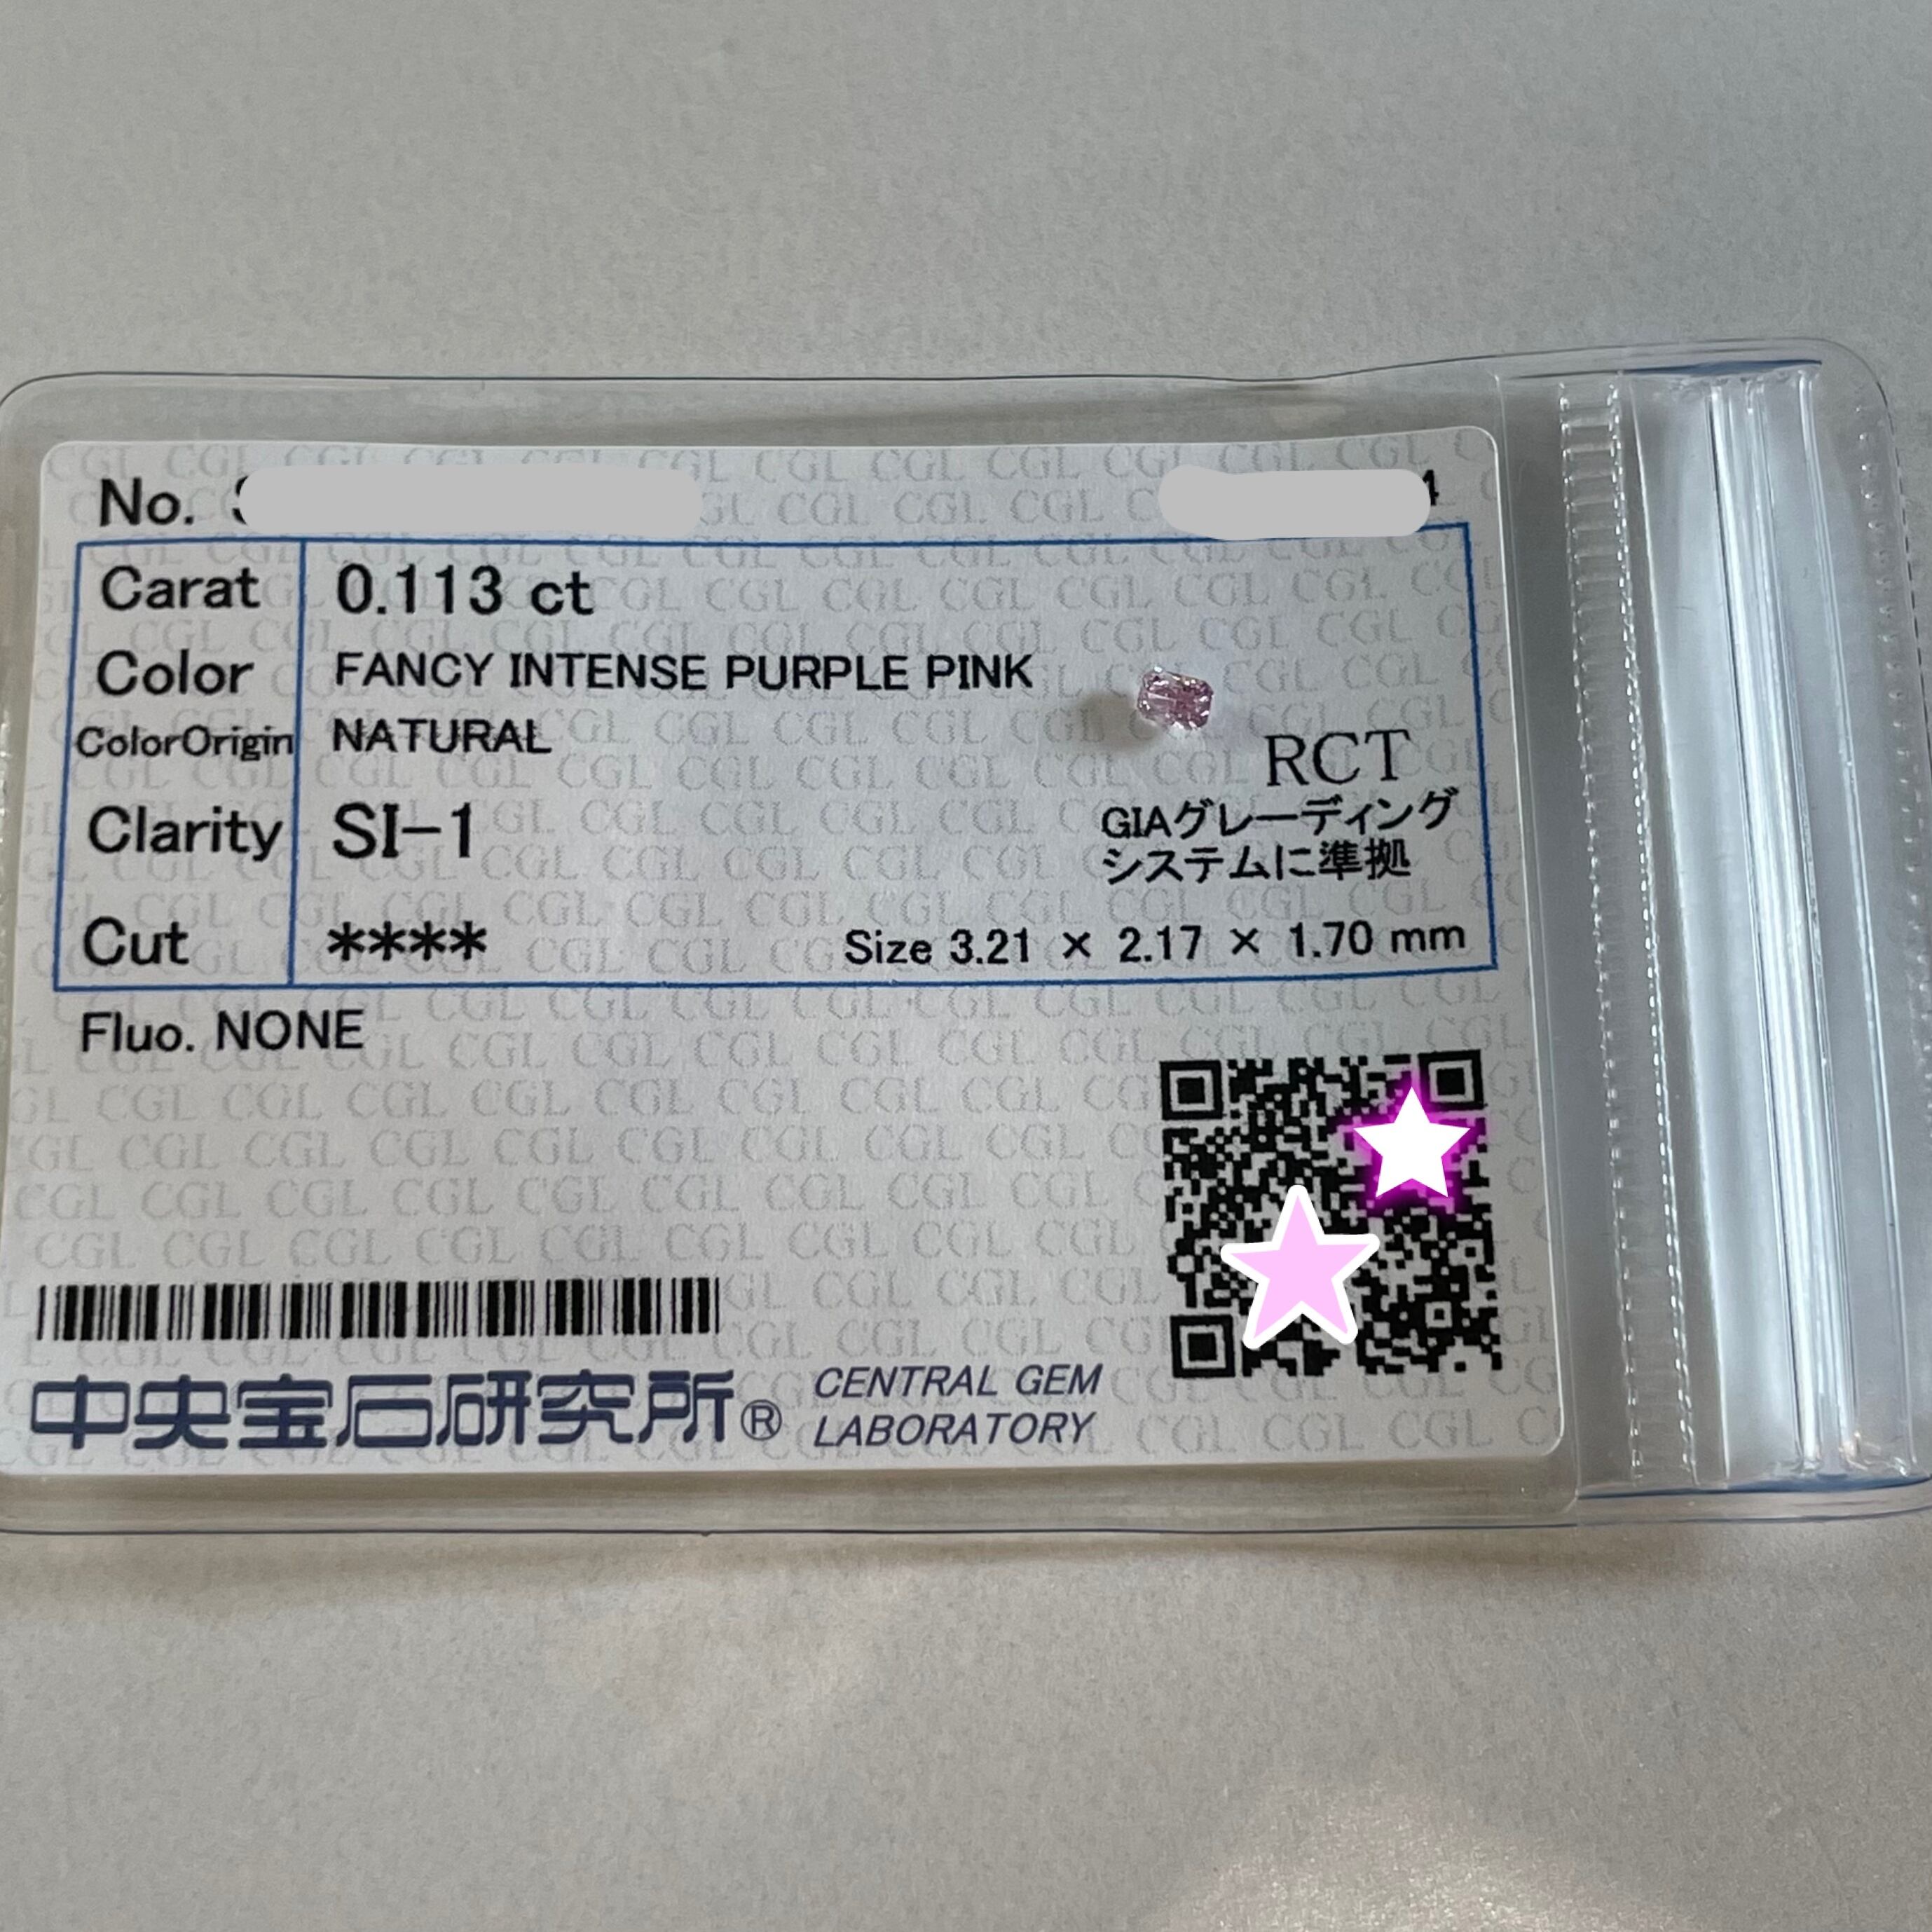 No.
Carat 0.113 ct
Color FANCY INTENSE PURPLE PINK
ColorOrigin NATURAL
RCT
Clarity SI-1
GIAグレーディング
システムに準拠
Cut ****
Size 3.21 × 2.17 × 1.70 mm
Fluo. NONE
中央宝石研究所® CENTRAL GEM
LABORATORY